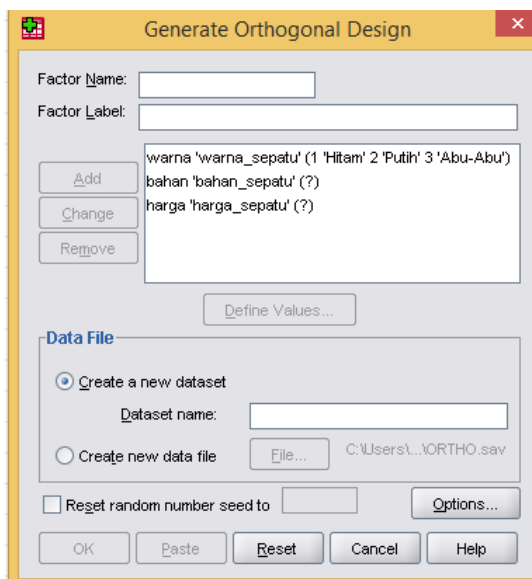 Generate Orthogonal Design
Factor Name:
Factor Label:
warna 'warna_sepatu' (1 'Hitam' 2 'Putih' 3 'Abu-Abu')
bahan 'bahan_sepatu' (?)
harga 'harga_sepatu' (?)
Add
Change
Remove
Define Values...
Data File
Create a new dataset
Dataset name:
Create new data file File... C:\Users\...\ORTHO.sav
Reset random number seed to Options...
OK Paste Reset Cancel Help